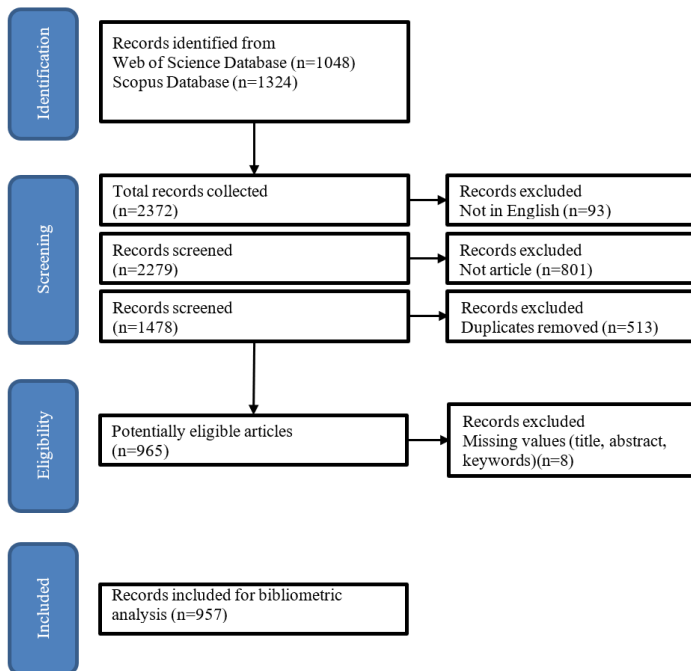 Identification
Records identified from
Web of Science Database (n=1048)
Scopus Database (n=1324)
Screening
Total records collected
(n=2372)
Records excluded
Not in English (n=93)
Records screened
(n=2279)
Records excluded
Not article (n=801)
Records screened
(n=1478)
Records excluded
Duplicates removed (n=513)
Eligibility
Potentially eligible articles
(n=965)
Records excluded
Missing values (title, abstract,
keywords)(n=8)
Included
Records included for bibliometric
analysis (n=957)